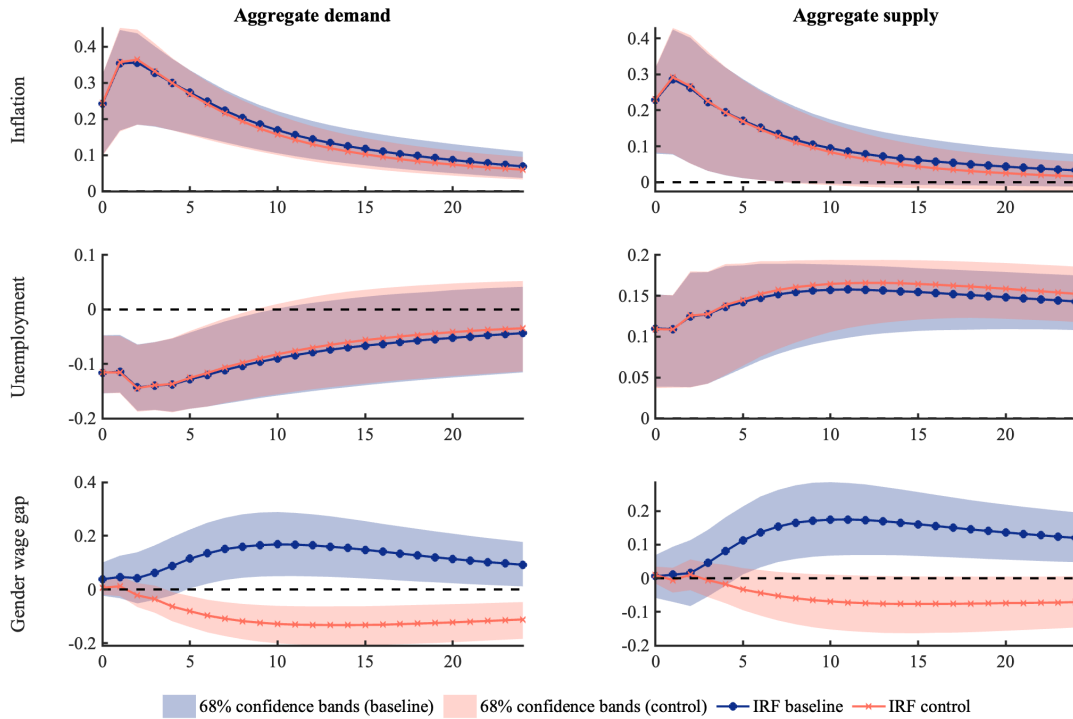 Aggregate demand
Aggregate supply
Inflation
0.4
0.3
0.2
0.1
0
0 5 10 15 20
0.4
0.3
0.2
0.1
0
0 5 10 15 20
Unemployment
0.1
0
-0.1
-0.2
0 5 10 15 20
0.2
0.15
0.1
0.05
0
0 5 10 15 20
Gender wage gap
0.4
0.2
0
-0.2
0 5 10 15 20
0.2
0.1
0
-0.1
0.2
0 5 10 15 20
68% confidence bands (baseline) 68% confidence bands (control) IRF baseline IRF control